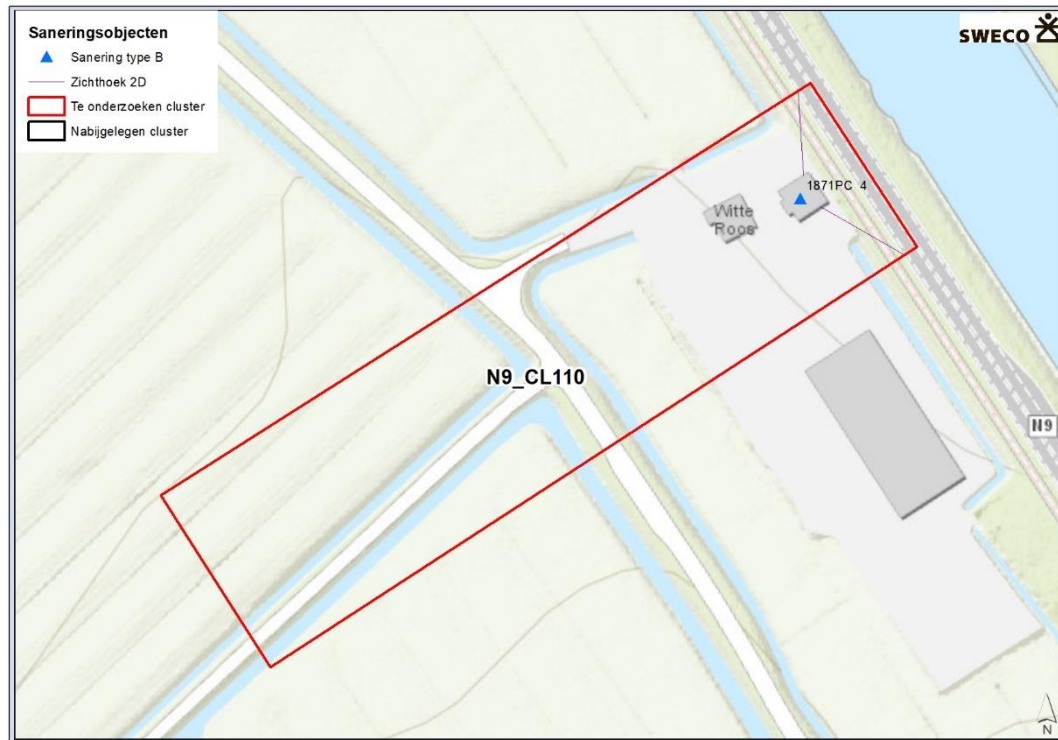 Saneringsobjecten
Sanering type B
Zichthoek 2D
Te onderzoeken cluster
Nabijgelegen cluster
SWECO
1871PC 4
Witte
Roos
N9_CL110
N9
N